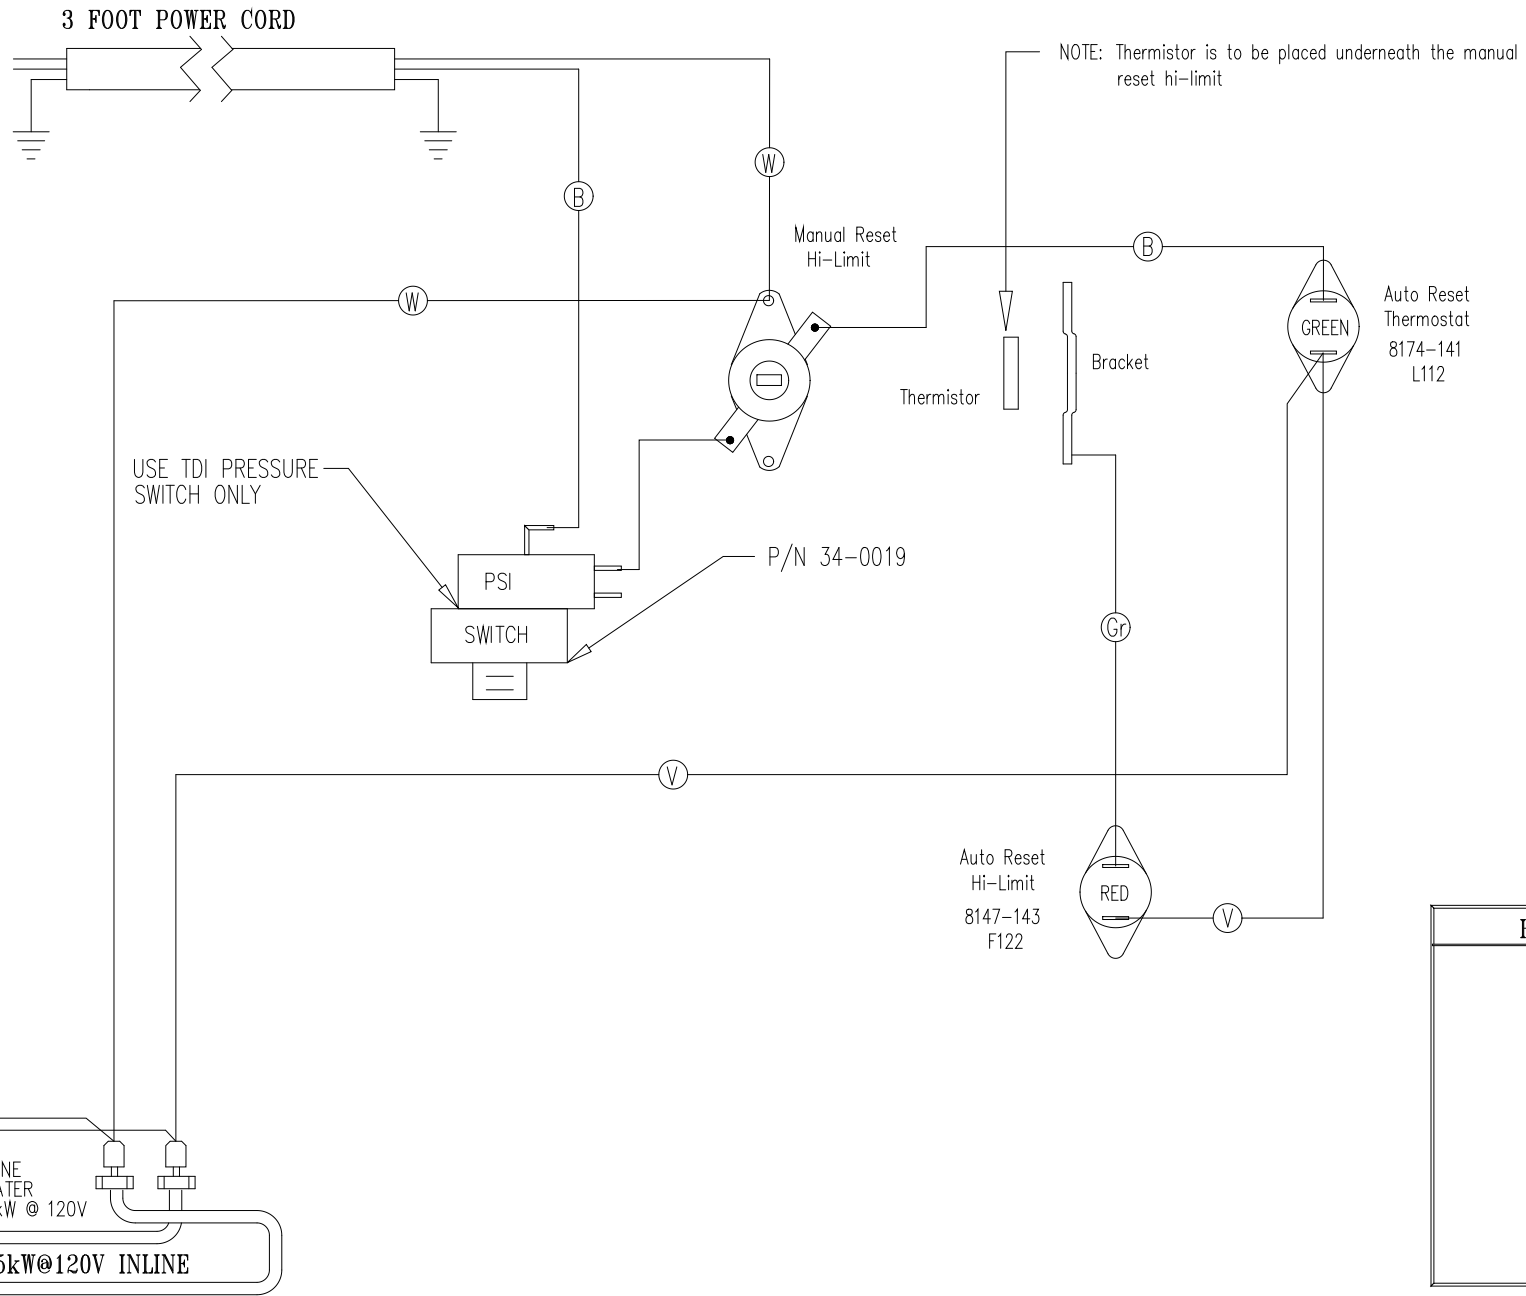 3 FOOT POWER CORD
NOTE: Thermistor is to be placed underneath the manual
reset hi-limit
W
B
Manual Reset
Hi-Limit
B
W
Auto Reset
Thermostat
8174-141
L112
GREEN
Bracket
Thermistor
USE TDI PRESSURE
SWITCH ONLY
P/N 34-0019
PSI
SWITCH
Gr
V
Auto Reset
Hi-Limit
8147-143
F122
RED
V
kW @ 120V
5kW@120V INLINE